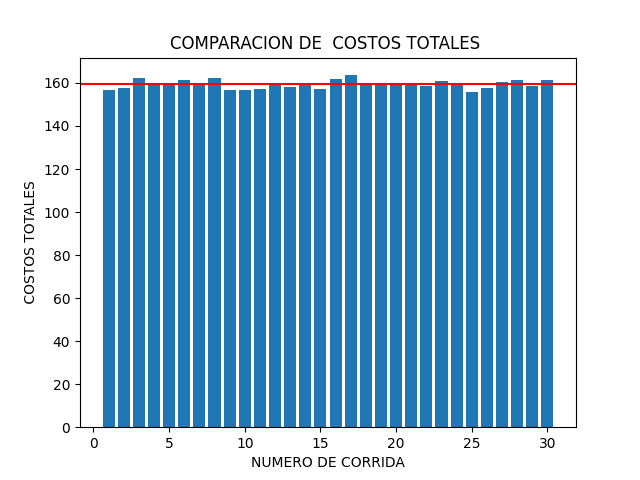 COMPARACION DE  COSTOS TOTALES
160
140
120
100
80
60
40
20
0
COSTOS TOTALES
0 5 10 15 20 25 30
NUMERO DE CORRIDA